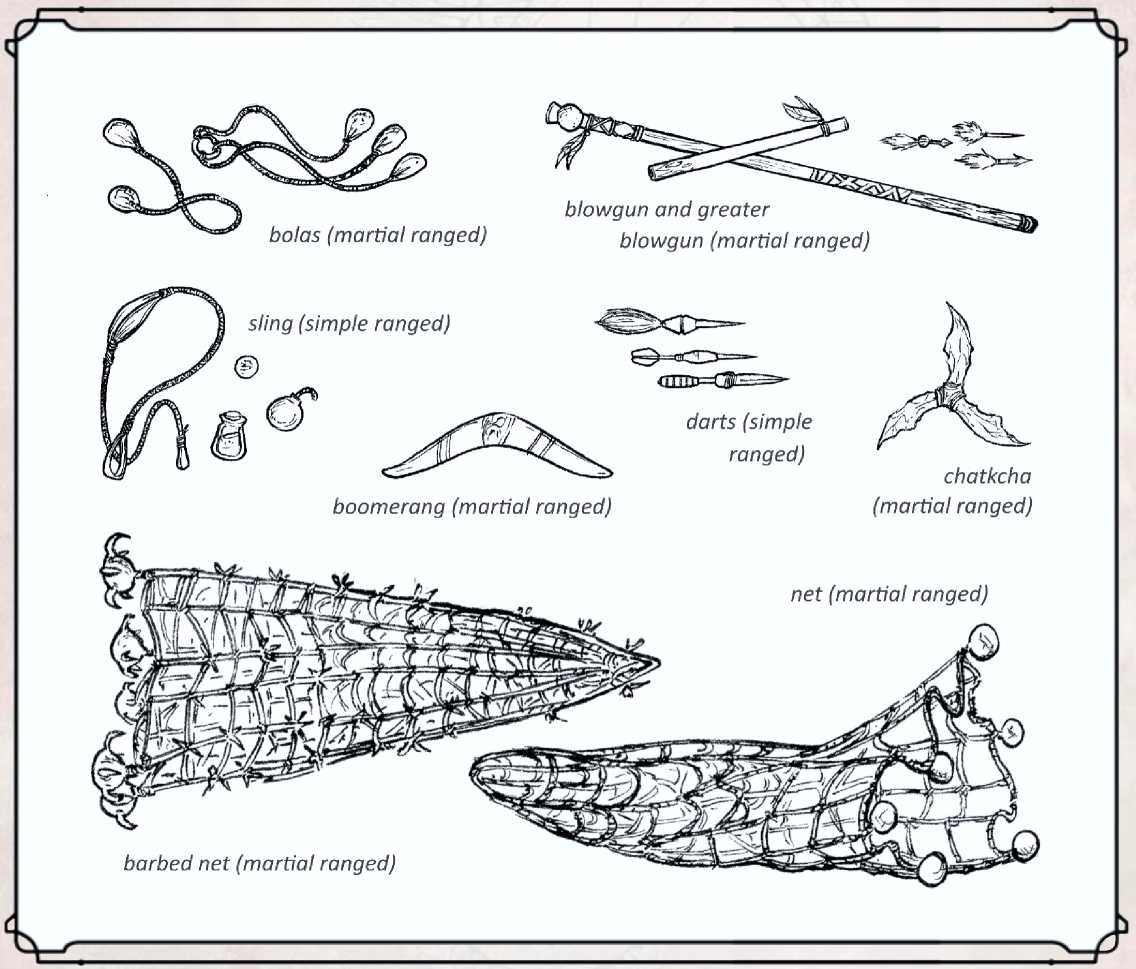 bolas (martial ranged)
blowgun and greater
blowgun (martial ranged)
sling (simple ranged)
darts (simple
ranged)
boomerang (martial ranged)
chatkcha
(martial ranged)
net (martial ranged)
barbed net (martial ranged)